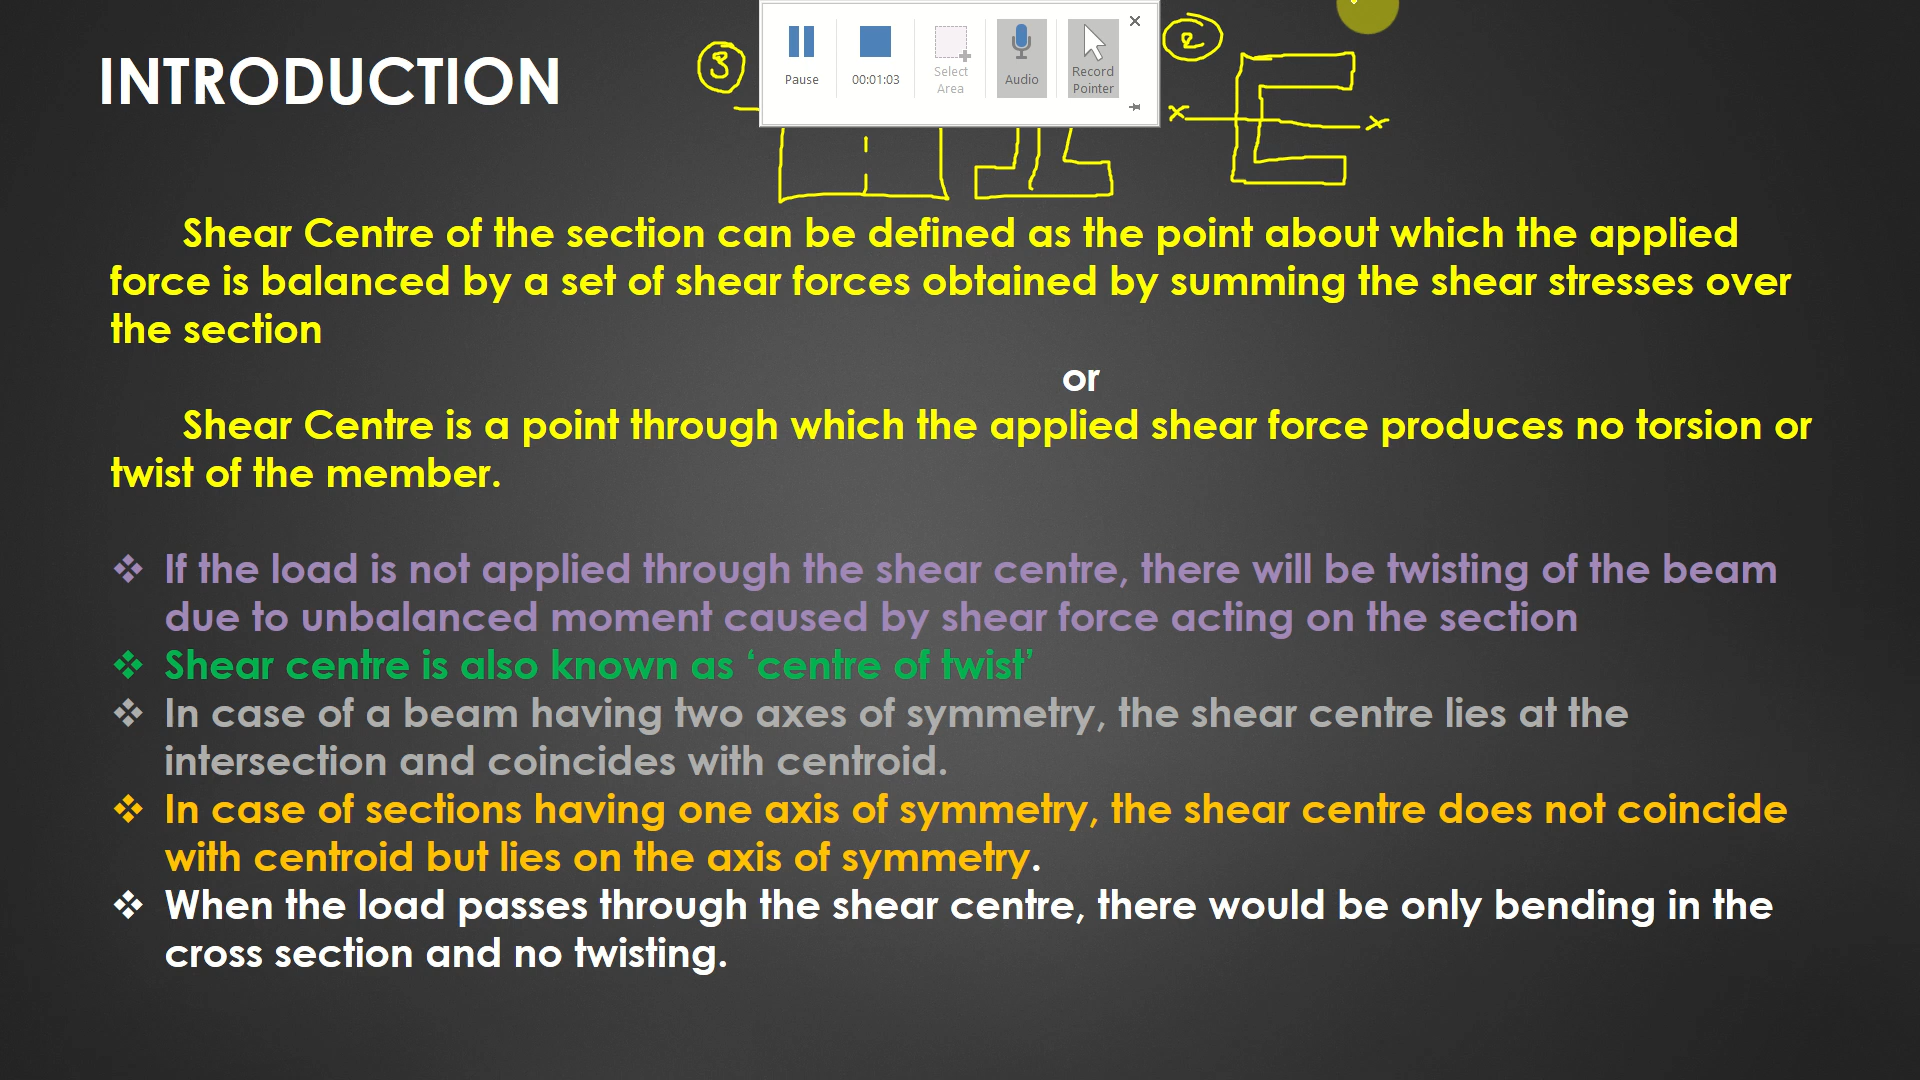 Pause
00:01:03
Select
Area
Audio
Record
Pointer
INTRODUCTION
3
2
x
x
Shear Centre of the section can be defined as the point about which the applied
force is balanced by a set of shear forces obtained by summing the shear stresses over
the section
or
Shear Centre is a point through which the applied shear force produces no torsion or
twist of the member.
❖ If the load is not applied through the shear centre, there will be twisting of the beam
due to unbalanced moment caused by shear force acting on the section
❖ Shear centre is also known as ‘centre of twist’
❖ In case of a beam having two axes of symmetry, the shear centre lies at the
intersection and coincides with centroid.
❖ In case of sections having one axis of symmetry, the shear centre does not coincide
with centroid but lies on the axis of symmetry.
❖ When the load passes through the shear centre, there would be only bending in the
cross section and no twisting.